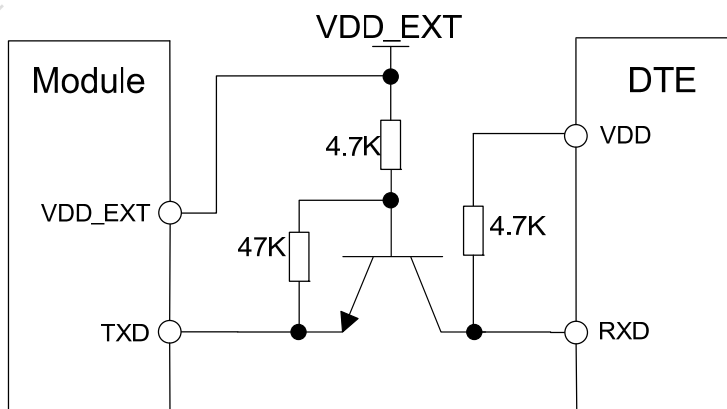 VDD_EXT
Module
DTE
VDD
4.7K
VDD_EXT
47K
4.7K
TXD
RXD